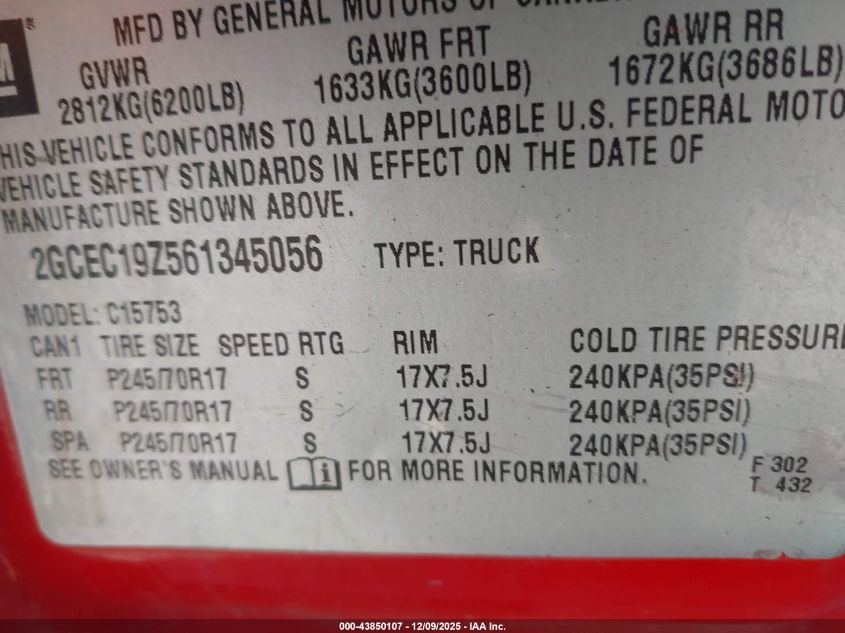 MFD BY GENERAL MOTORS OF
GVWR GAWR FRT GAWR RR
2812KG(6200LB) 1633KG(3600LB) 1672KG(3686LB)
HIS VEHICLE CONFORMS TO ALL APPLICABLE U.S. FEDERAL MOTO
VEHICLE SAFETY STANDARDS IN EFFECT ON THE DATE OF
MANUFACTURE SHOWN ABOVE.
2GCEC19Z561345056 TYPE: TRUCK
MODEL: C15753
CAN1 TIRE SIZE SPEED RTG RIM COLD TIRE PRESSURE
FRT P245/70R17 S 17X7.5J 240KPA(35PSI)
RR P245/70R17 S 17X7.5J 240KPA(35PSI)
SPA P245/70R17 S 17X7.5J 240KPA(35PSI)
SEE OWNER'S MANUAL i FOR MORE INFORMATION.
F 302
T 432
000-43850107 - 12/09/2025 - IAA Inc.